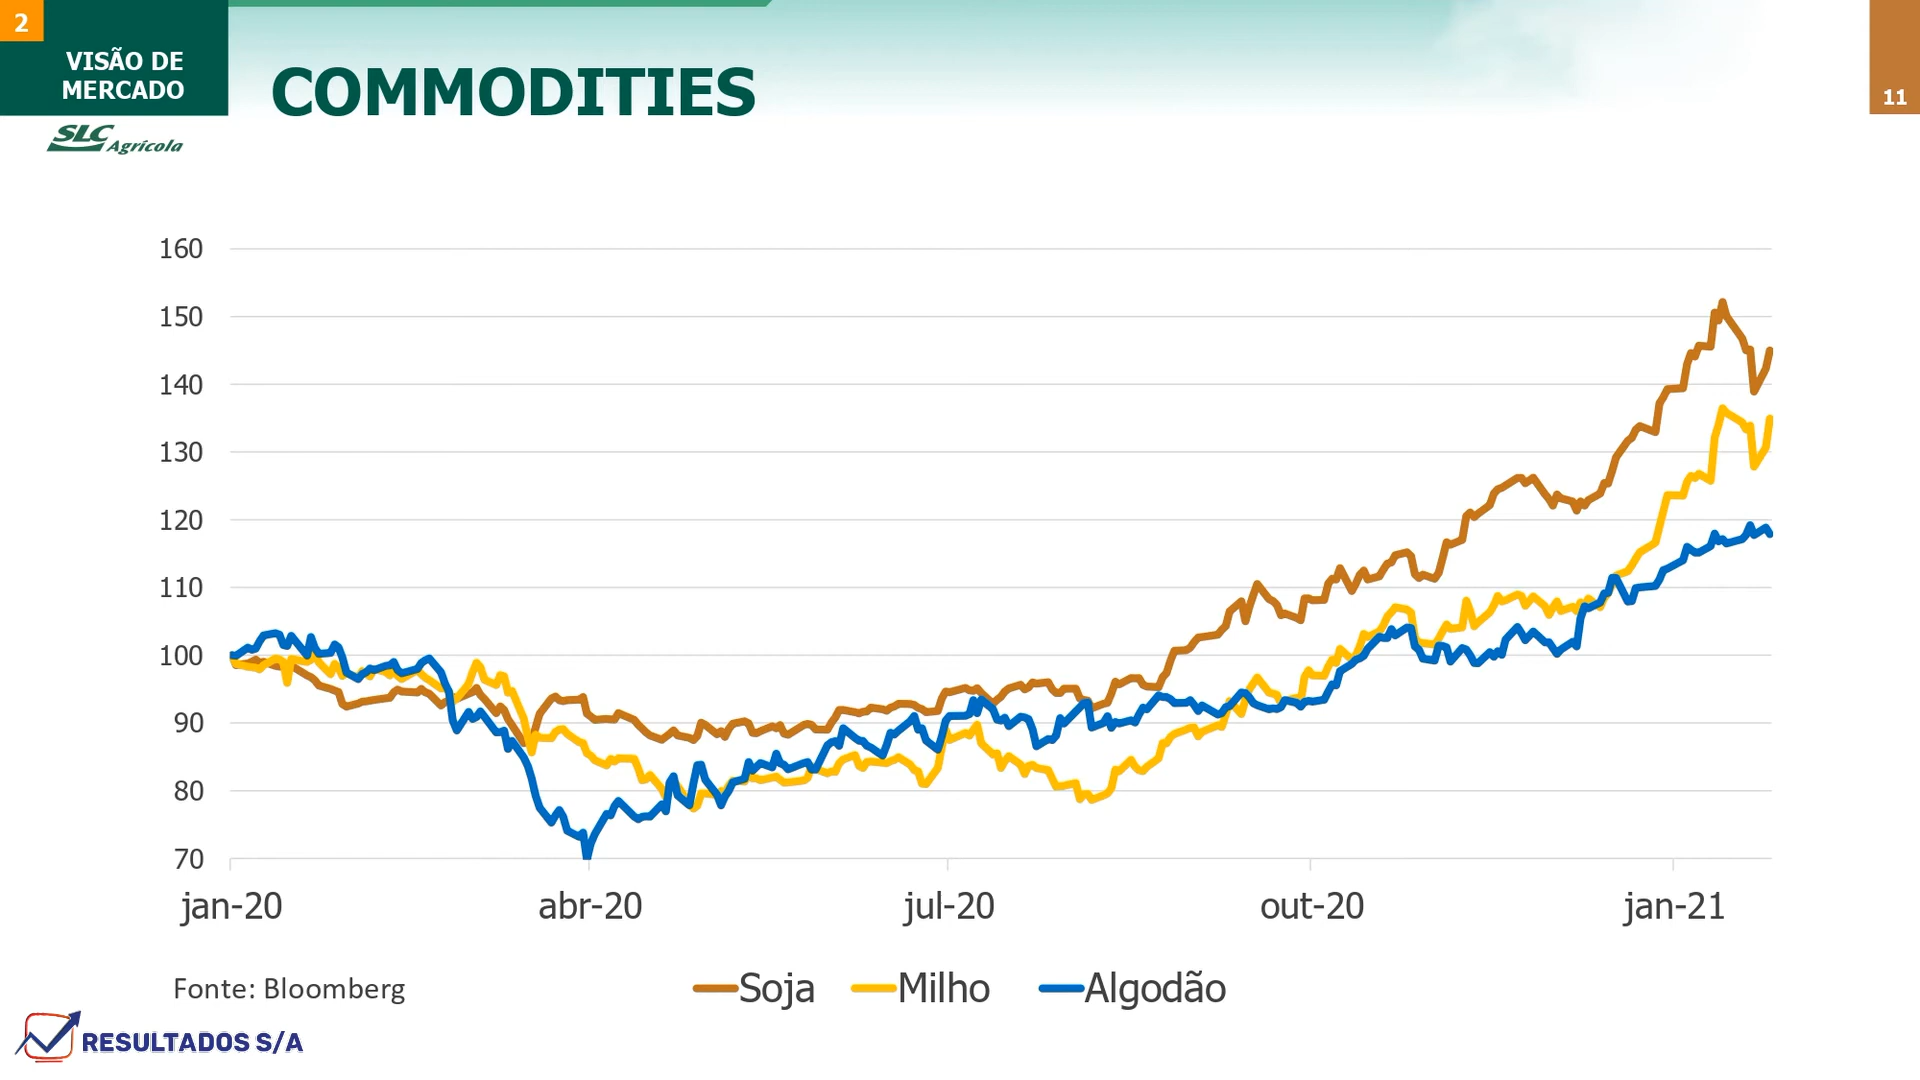 2
VISÃO DE
MERCADO
COMMODITIES
11
SLC
Agrícola
160
150
140
130
120
110
100
90
80
70
jan-20 abr-20 jul-20 out-20 jan-21
Fonte: Bloomberg
Soja Milho Algodão
RESULTADOS S/A